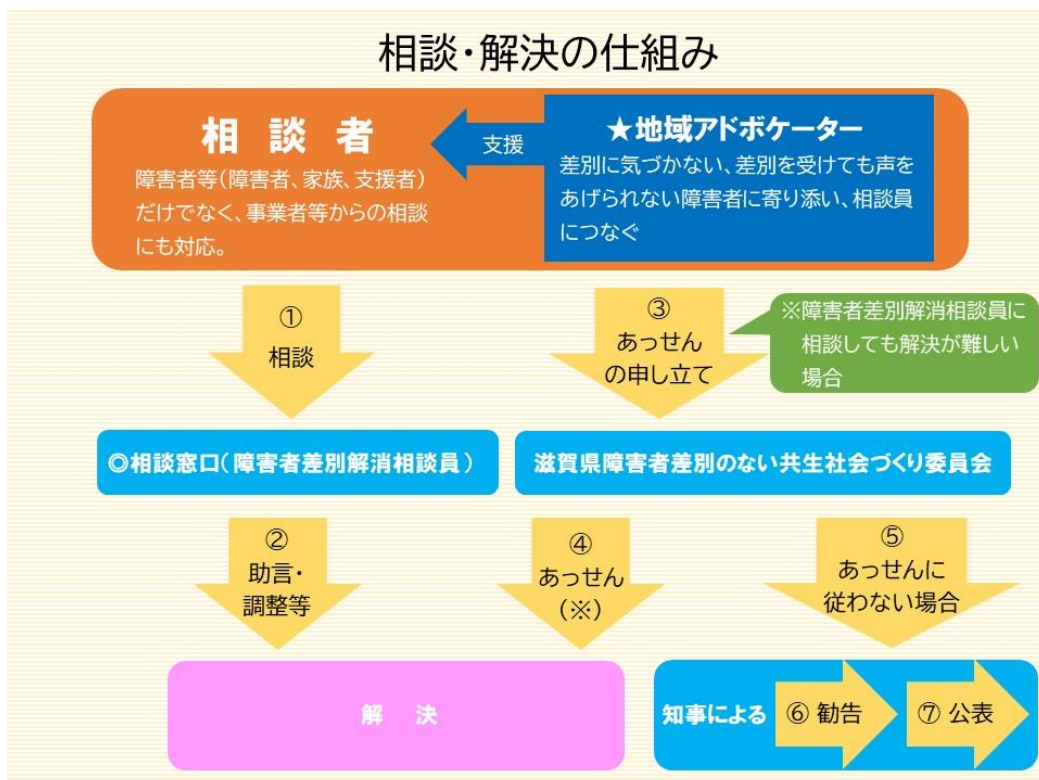 相談・解決の仕組み
相 談 者
障害者等(障害者、家族、支援者)
だけでなく、事業者等からの相談
にも対応。
支援
★地域アドボケーター
差別に気づかない、差別を受けても声を
あげられない障害者に寄り添い、相談員
につなぐ
①
相談
③
あっせん
の申し立て
※障害者差別解消相談員に
相談しても解決が難しい
場合
◎相談窓口(障害者差別解消相談員)
滋賀県障害者差別のない共生社会づくり委員会
②
助言・
調整等
④
あっせん
(※)
⑤
あっせんに
従わない場合
解 決
知事による
⑥ 勧告
⑦ 公表